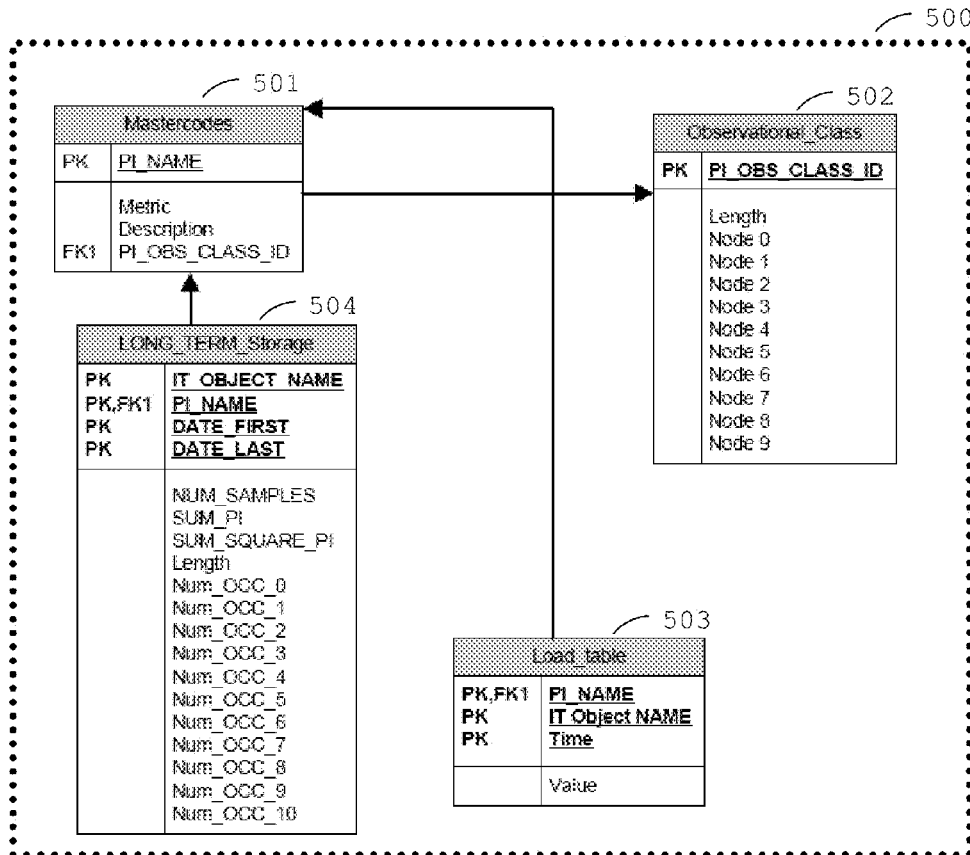 500
501
Mastercodes
PK PI_NAME
Metric
Description
FK1 PI_OBS_CLASS_ID
502
Observational_Class
PK PI_OBS_CLASS_ID
Length
Node 0
Node 1
Node 2
Node 3
Node 4
Node 5
Node 6
Node 7
Node 8
Node 9
504
LONG_TERM_Storage
PK IT_OBJECT_NAME
PK,FK1 PI_NAME
PK DATE_FIRST
PK DATE_LAST
NUM_SAMPLES
SUM_PI
SUM_SQUARE_PI
Length
Num_OCC_0
Num_OCC_1
Num_OCC_2
Num_OCC_3
Num_OCC_4
Num_OCC_5
Num_OCC_6
Num_OCC_7
Num_OCC_8
Num_OCC_9
Num_OCC_10
503
Load_table
PK,FK1 PI_NAME
PK IT Object NAME
PK Time
Value